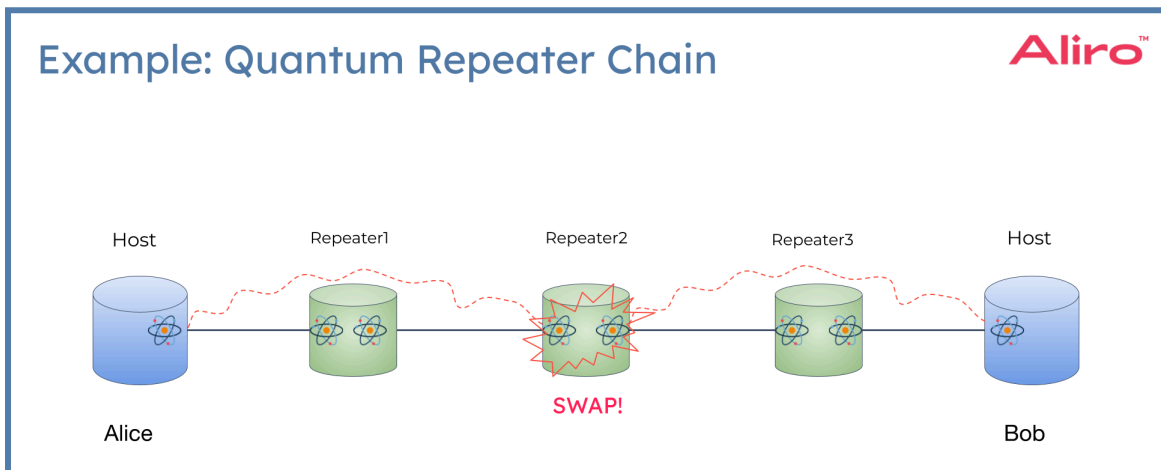 Example: Quantum Repeater Chain
Aliro™
Host
Repeater1
Repeater2
Repeater3
Host
SWAP!
Alice
Bob